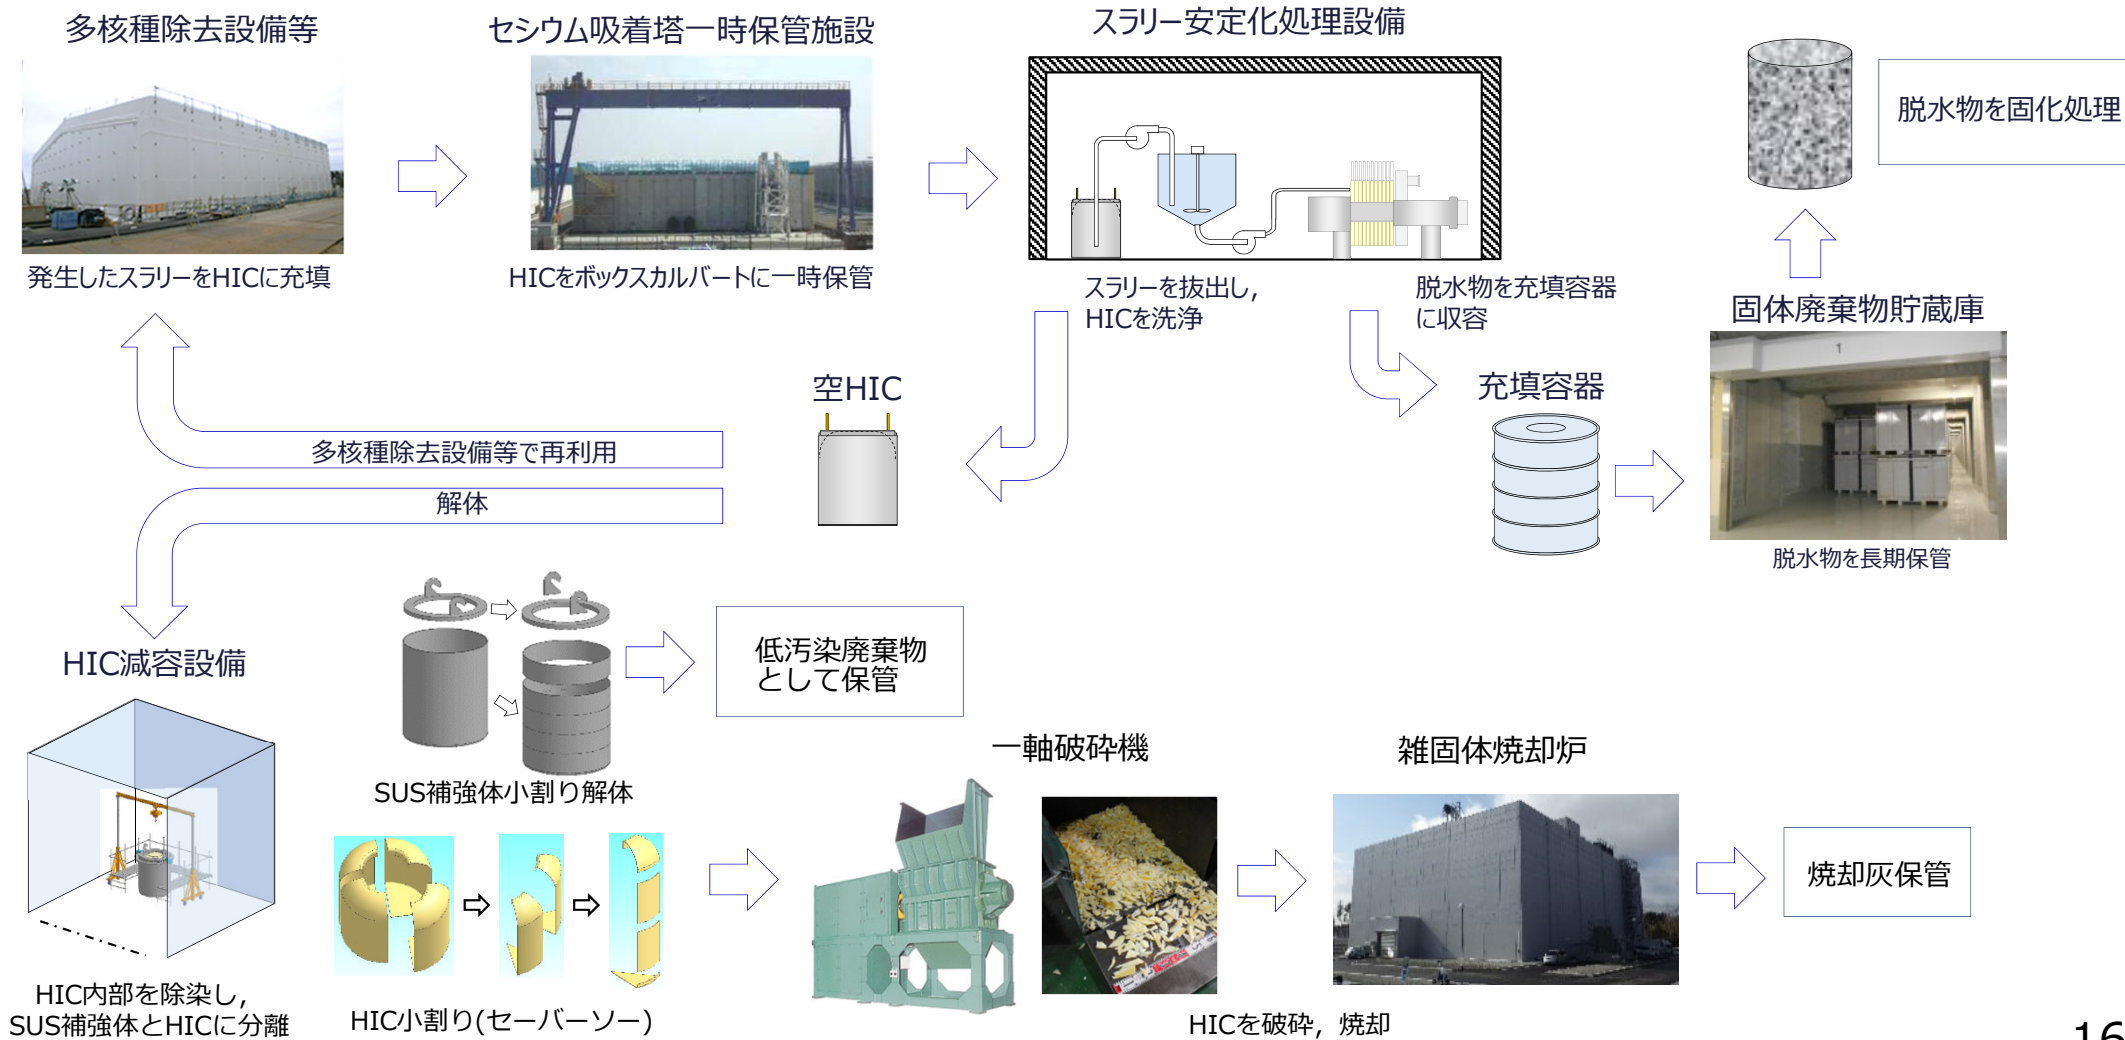 多核種除去設備等
セシウム吸着塔一時保管施設
スラリー安定化処理設備
脱水物を固化処理
発生したスラリーをHICに充填
HICをボックスカルバートに一時保管
スラリーを抜出し,
HICを洗浄
脱水物を充填容器
に収容
固体廃棄物貯蔵庫
1
空HIC
充填容器
多核種除去設備等で再利用
解体
脱水物を長期保管
HIC減容設備
低汚染廃棄物
として保管
SUS補強体小割り解体
一軸破砕機
雑固体焼却炉
焼却灰保管
HIC内部を除染し,
SUS補強体とHICに分離
HIC小割り(セーバーソー)
HICを破砕，焼却
16